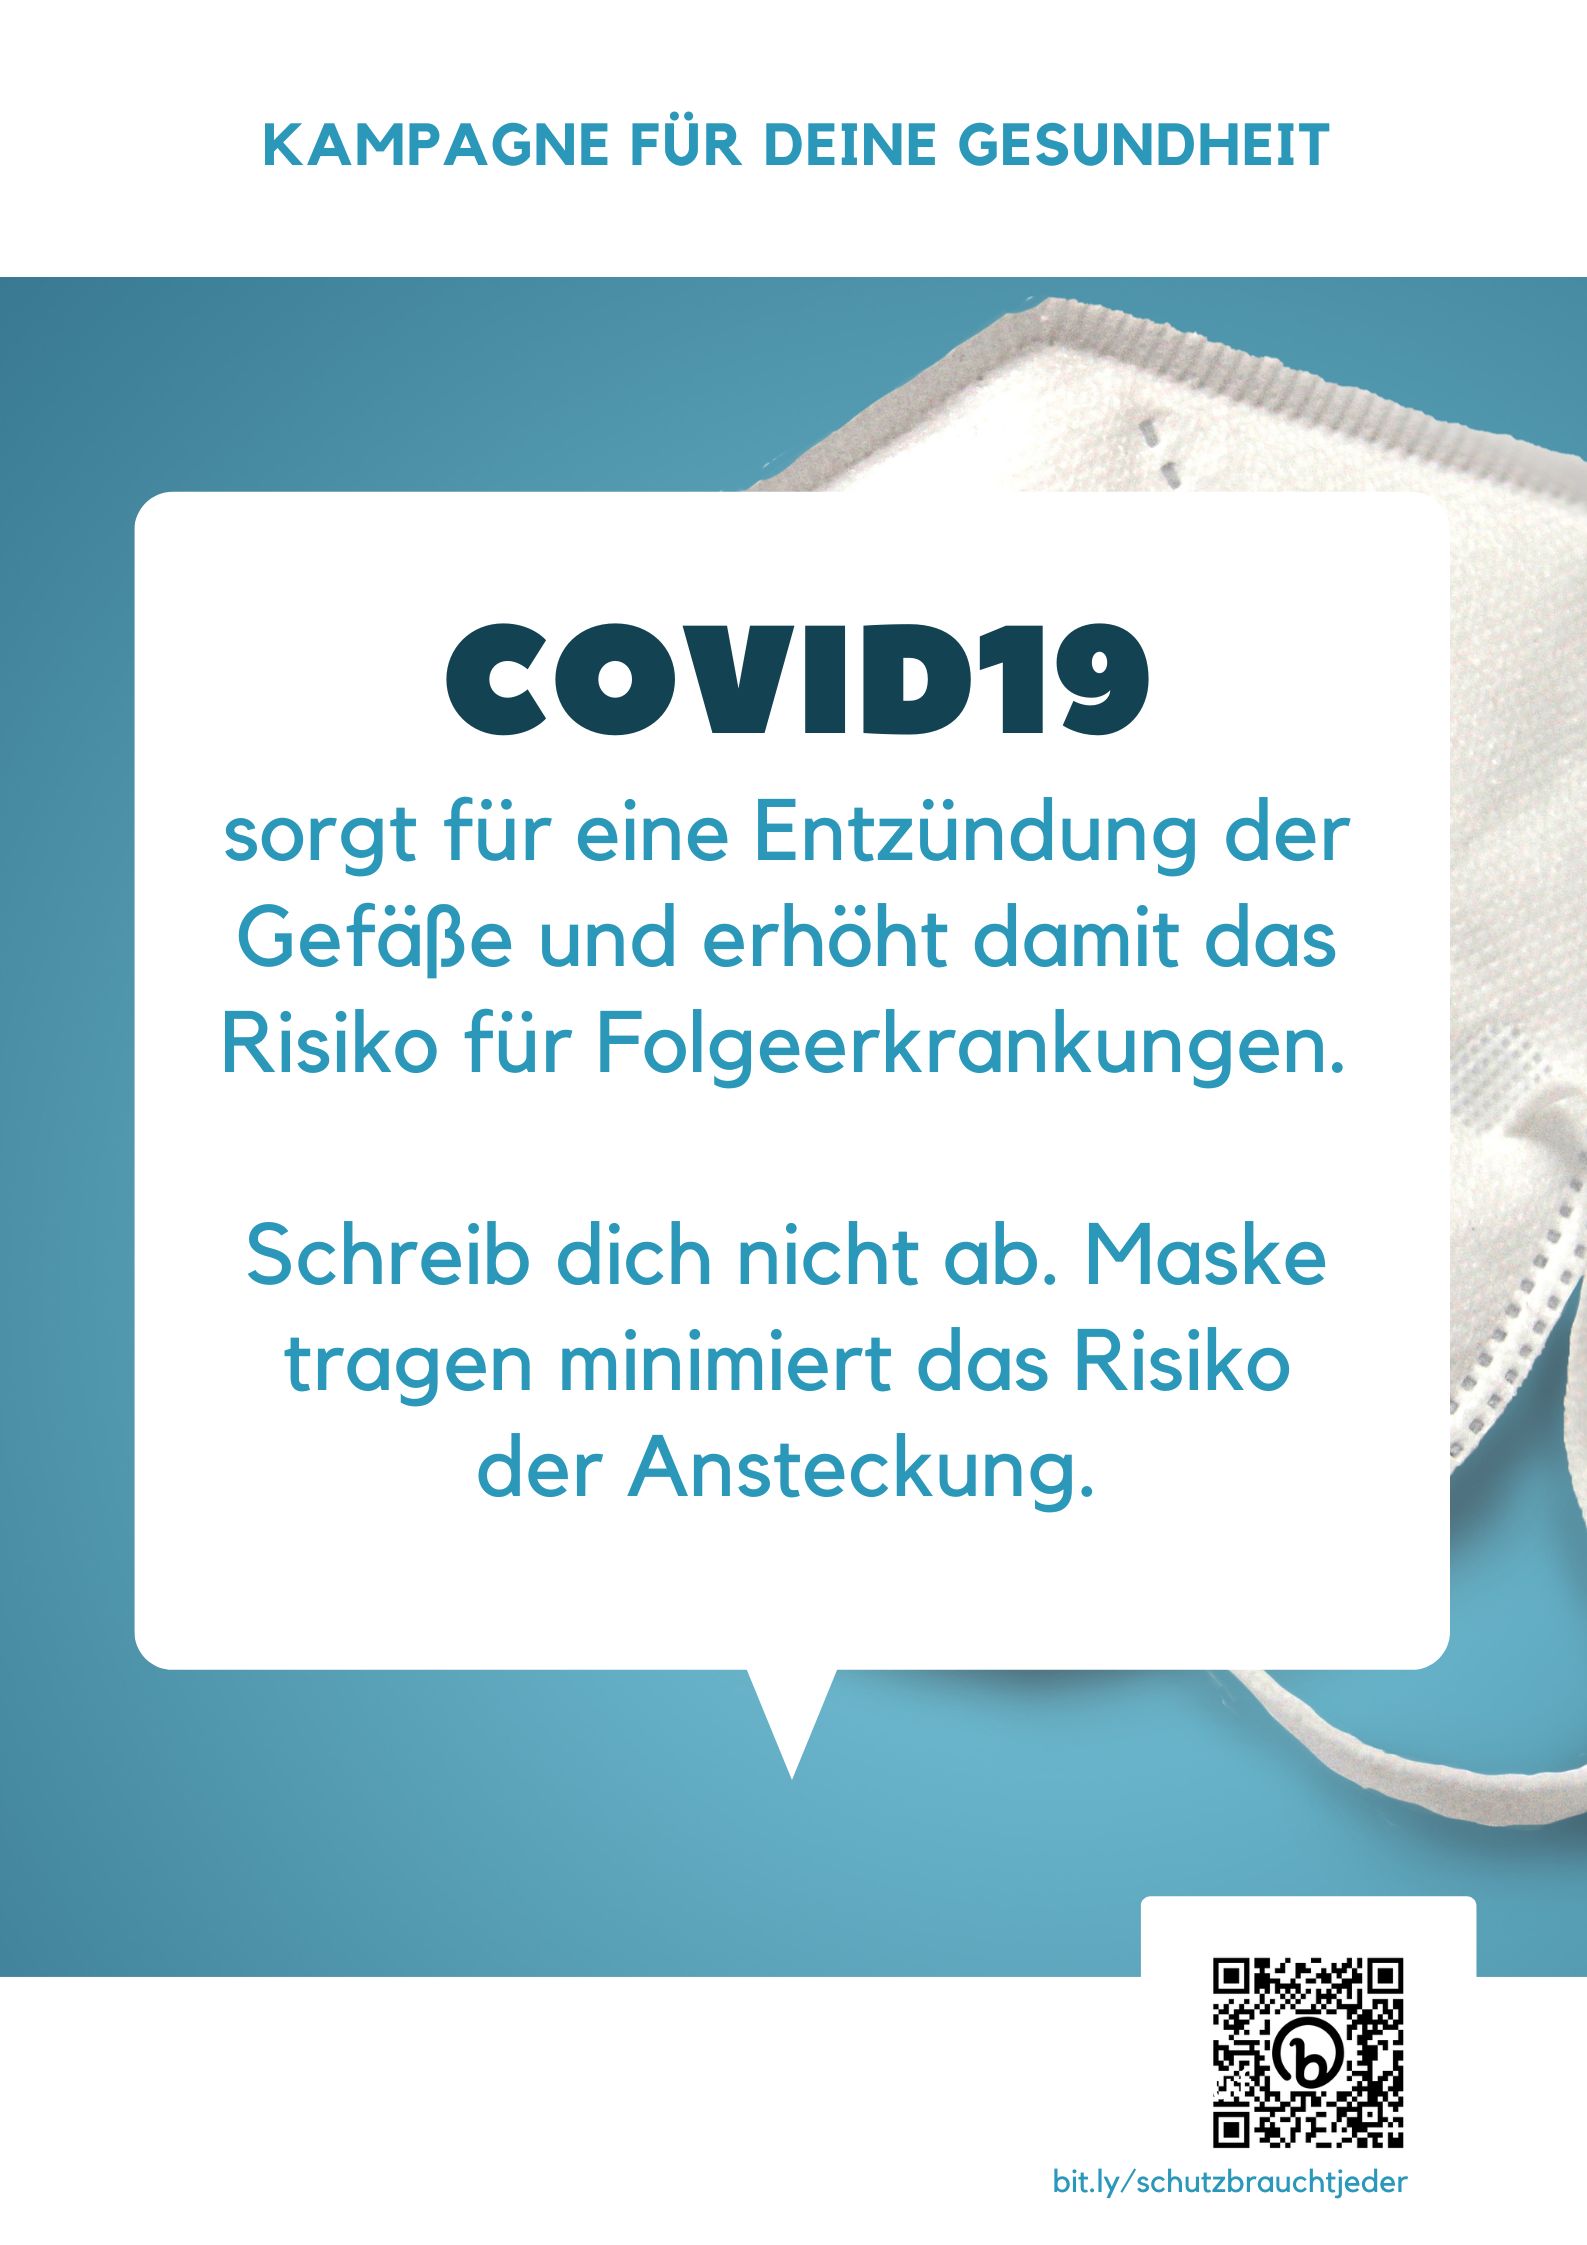 KAMPAGNE FÜR DEINE GESUNDHEIT
COVID19
sorgt für eine Entzündung der
Gefäße und erhöht damit das
Risiko für Folgeerkrankungen.
Schreib dich nicht ab. Maske
tragen minimiert das Risiko
der Ansteckung.
bit.ly/schutzbrauchtjeder